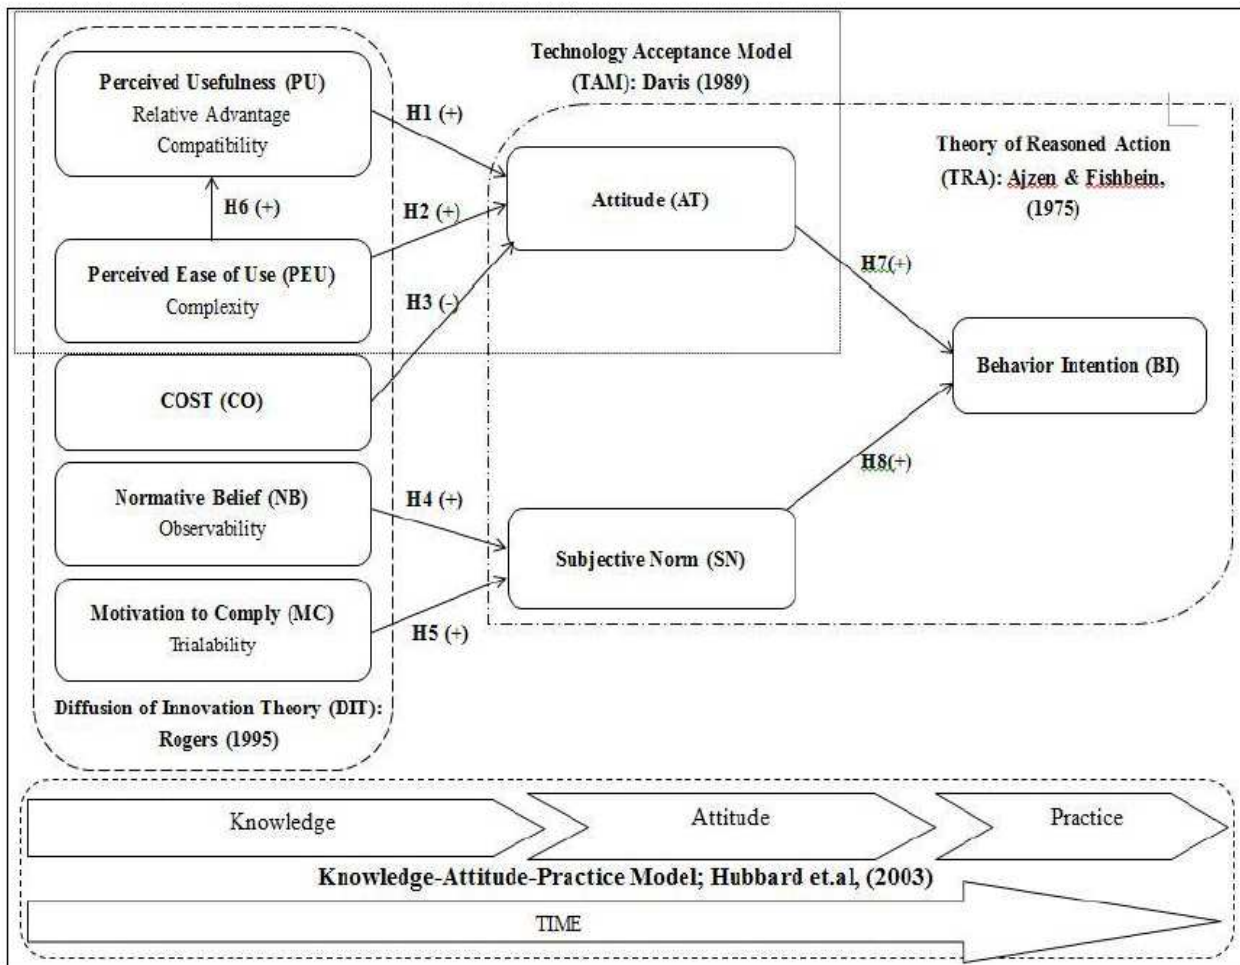 Technology Acceptance Model
(TAM): Davis (1989)
Perceived Usefulness (PU)
Relative Advantage
Compatibility
H1 (+)
Theory of Reasoned Action
(TRA): Ajzen & Fishbein,
(1975)
Attitude (AT)
H6 (+)
H2 (+)
Perceived Ease of Use (PEU)
Complexity
H3 (-)
H7(+)
Behavior Intention (BI)
COST (CO)
H8(+)
Normative Belief (NB)
Observability
H4 (+)
Subjective Norm (SN)
Motivation to Comply (MC)
Trialability
H5 (+)
Diffusion of Innovation Theory (DIT):
Rogers (1995)
Knowledge
Attitude
Practice
Knowledge-Attitude-Practice Model; Hubbard et.al, (2003)
TIME